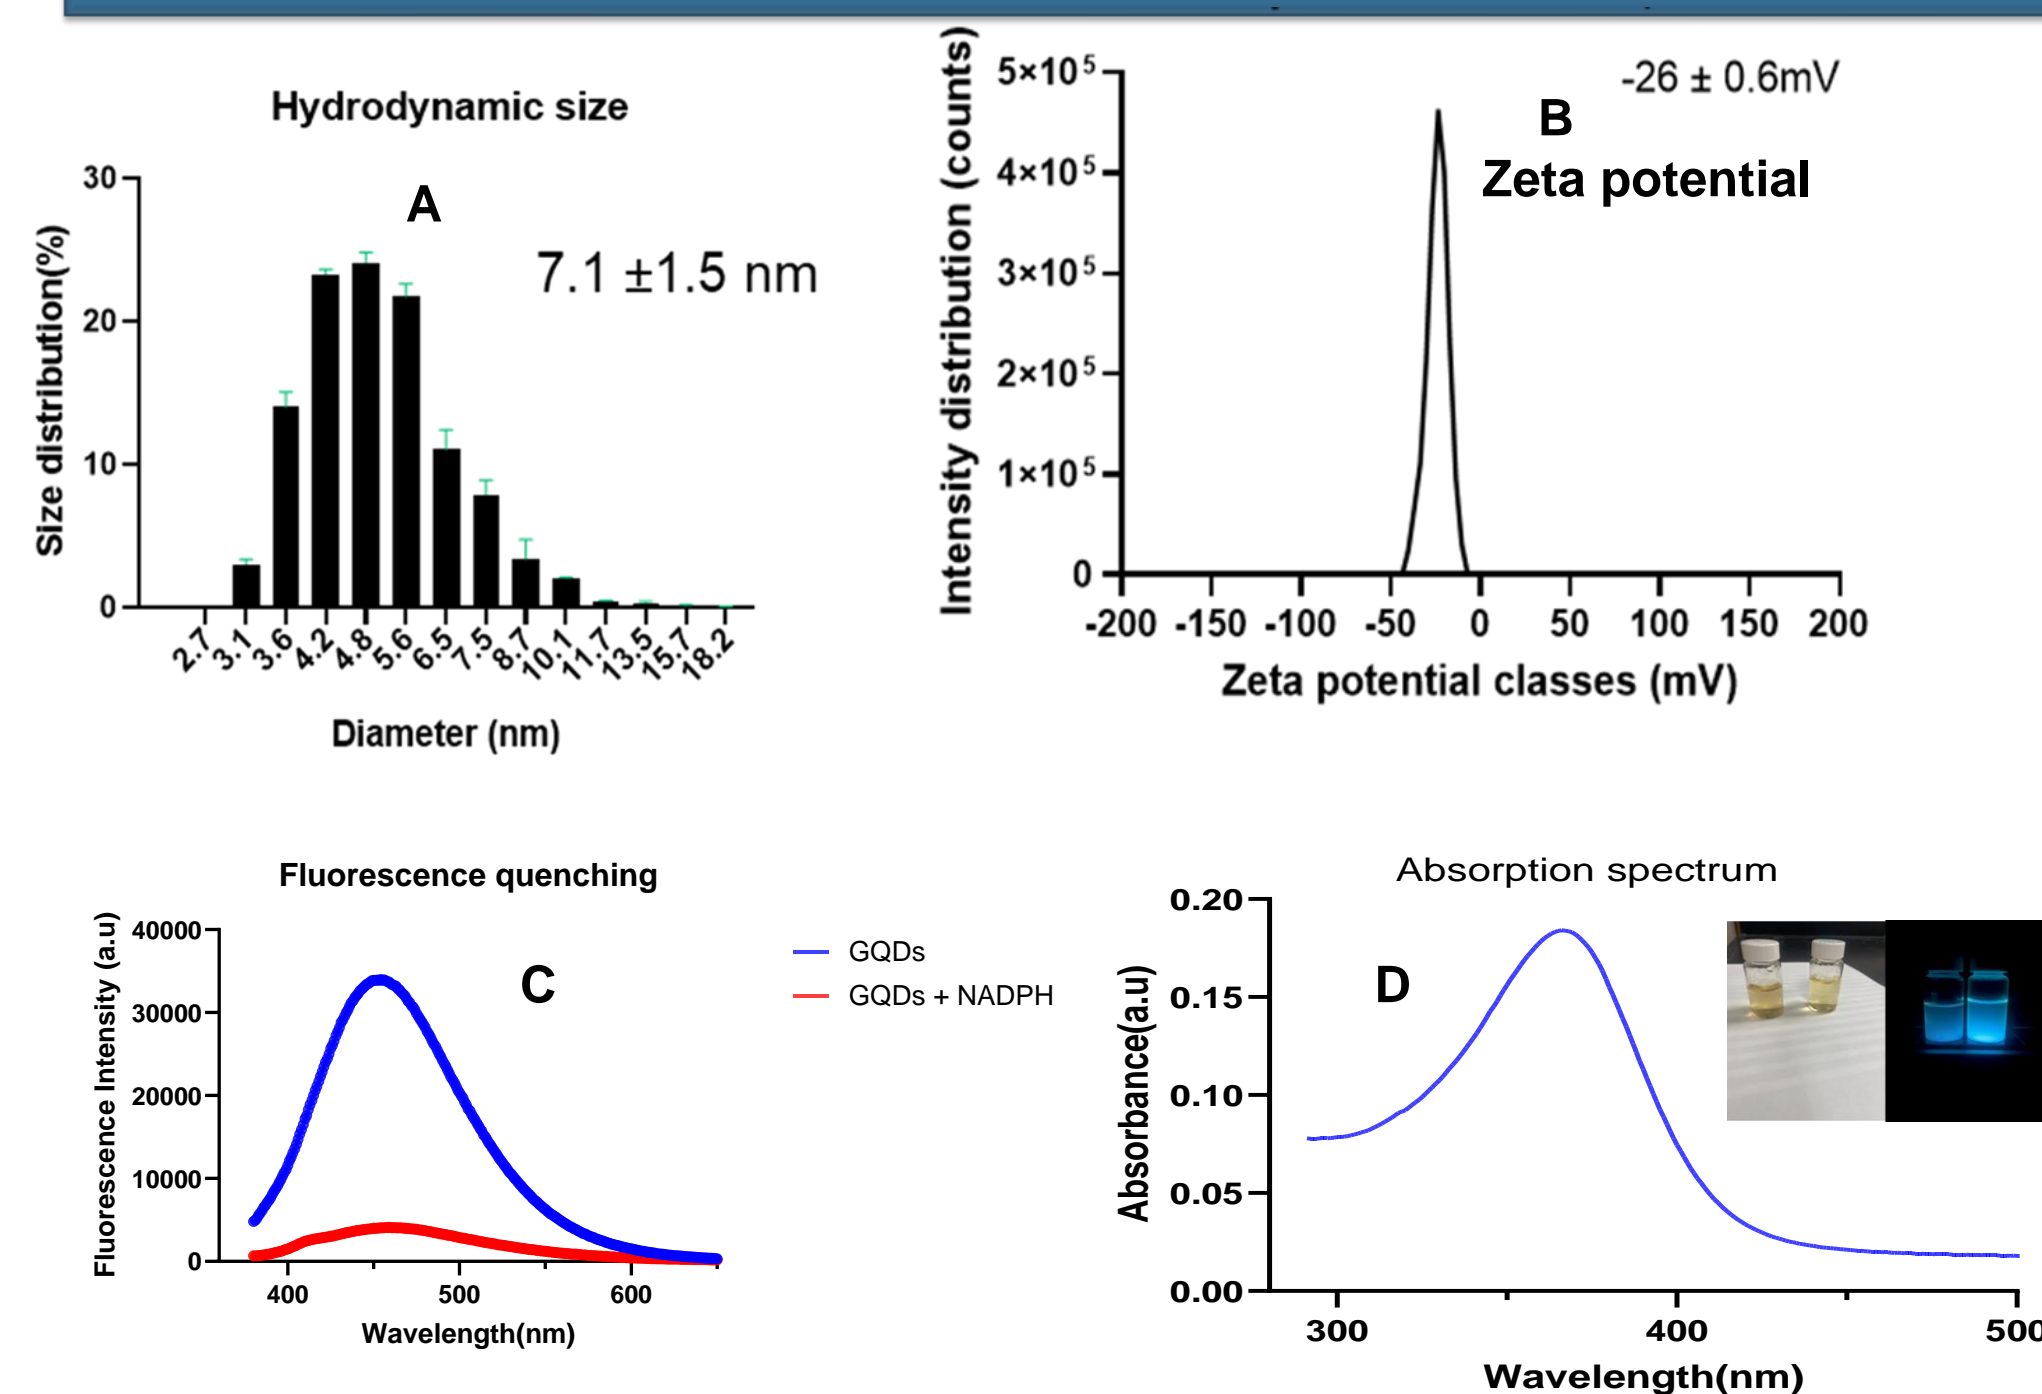 Hydrodynamic size
A
7.1 ±1.5 nm
Size distribution(%)
30
20
10
0
2.7
3.1
3.6
4.2
4.8
5.6
6.5
7.5
8.7
10.1
11.7
13.5
15.7
18.2
Diameter (nm)
-26 ± 0.6mV
B
Zeta potential
Intensity distribution (counts)
5×10⁵
4×10⁵
3×10⁵
2×10⁵
1×10⁵
0
-200 -150 -100 -50 0 50 100 150 200
Zeta potential classes (mV)
Fluorescence quenching
C
Fluorescence Intensity (a.u)
40000
30000
20000
10000
0
400 500 600
Wavelength(nm)
GQDs
GQDs + NADPH
Absorption spectrum
D
Absorbance(a.u)
0.20
0.15
0.10
0.05
0.00
300 400 500
Wavelength(nm)